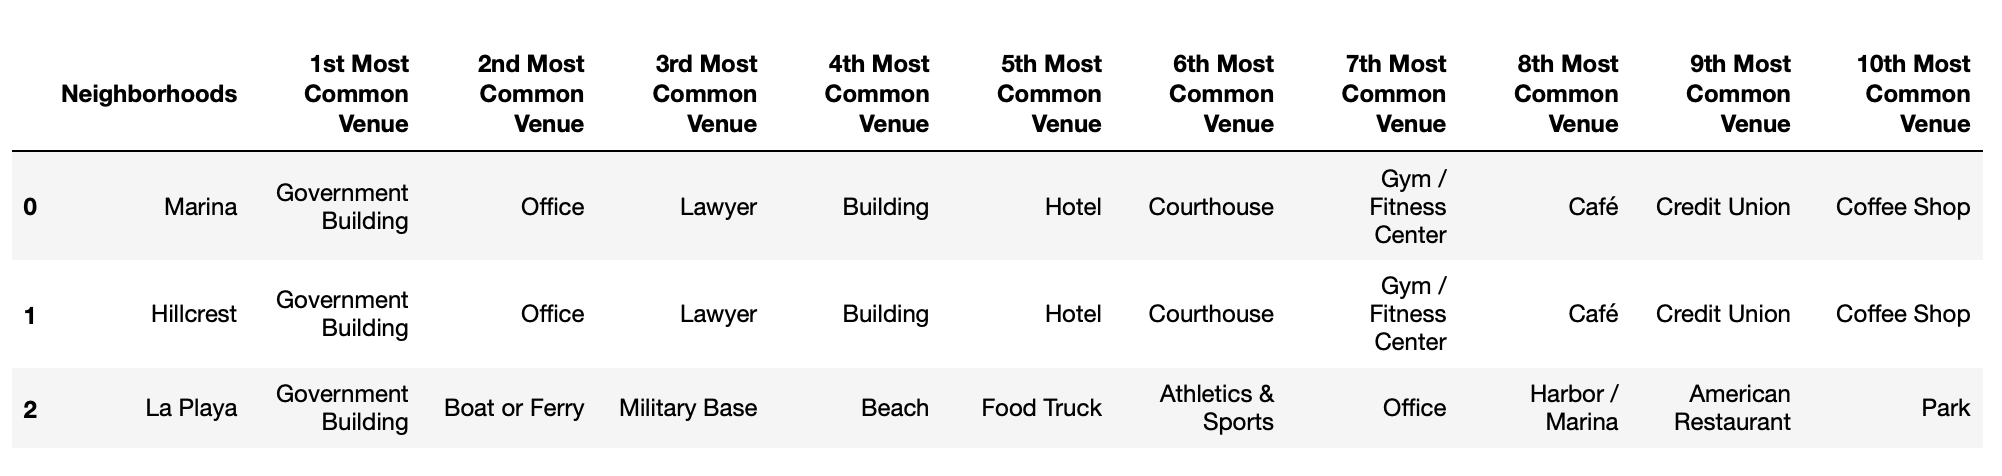 Neighborhoods 1st Most Common Venue 2nd Most Common Venue 3rd Most Common Venue 4th Most Common Venue 5th Most Common Venue 6th Most Common Venue 7th Most Common Venue 8th Most Common Venue 9th Most Common Venue 10th Most Common Venue
0 Marina Government Building Office Lawyer Building Hotel Courthouse Gym / Fitness Center Café Credit Union Coffee Shop
1 Hillcrest Government Building Office Lawyer Building Hotel Courthouse Gym / Fitness Center Café Credit Union Coffee Shop
2 La Playa Government Building Boat or Ferry Military Base Beach Food Truck Athletics & Sports Office Harbor / Marina American Restaurant Park